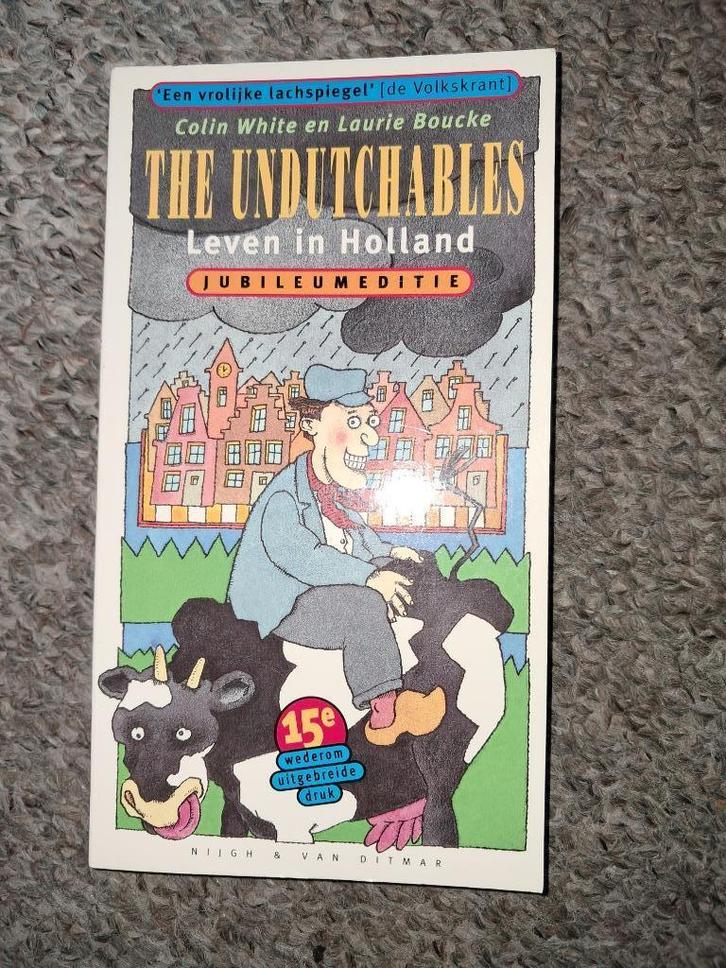 'Een vrolijke lachspiegel' [de Volkskrant]
Colin White en Laurie Boucke
THE UNDUTCHABLES
Leven in Holland
JUBILEUMEDITIE
15e
wederom
uitgebreide
druk
NIJGH & VAN DITMAR